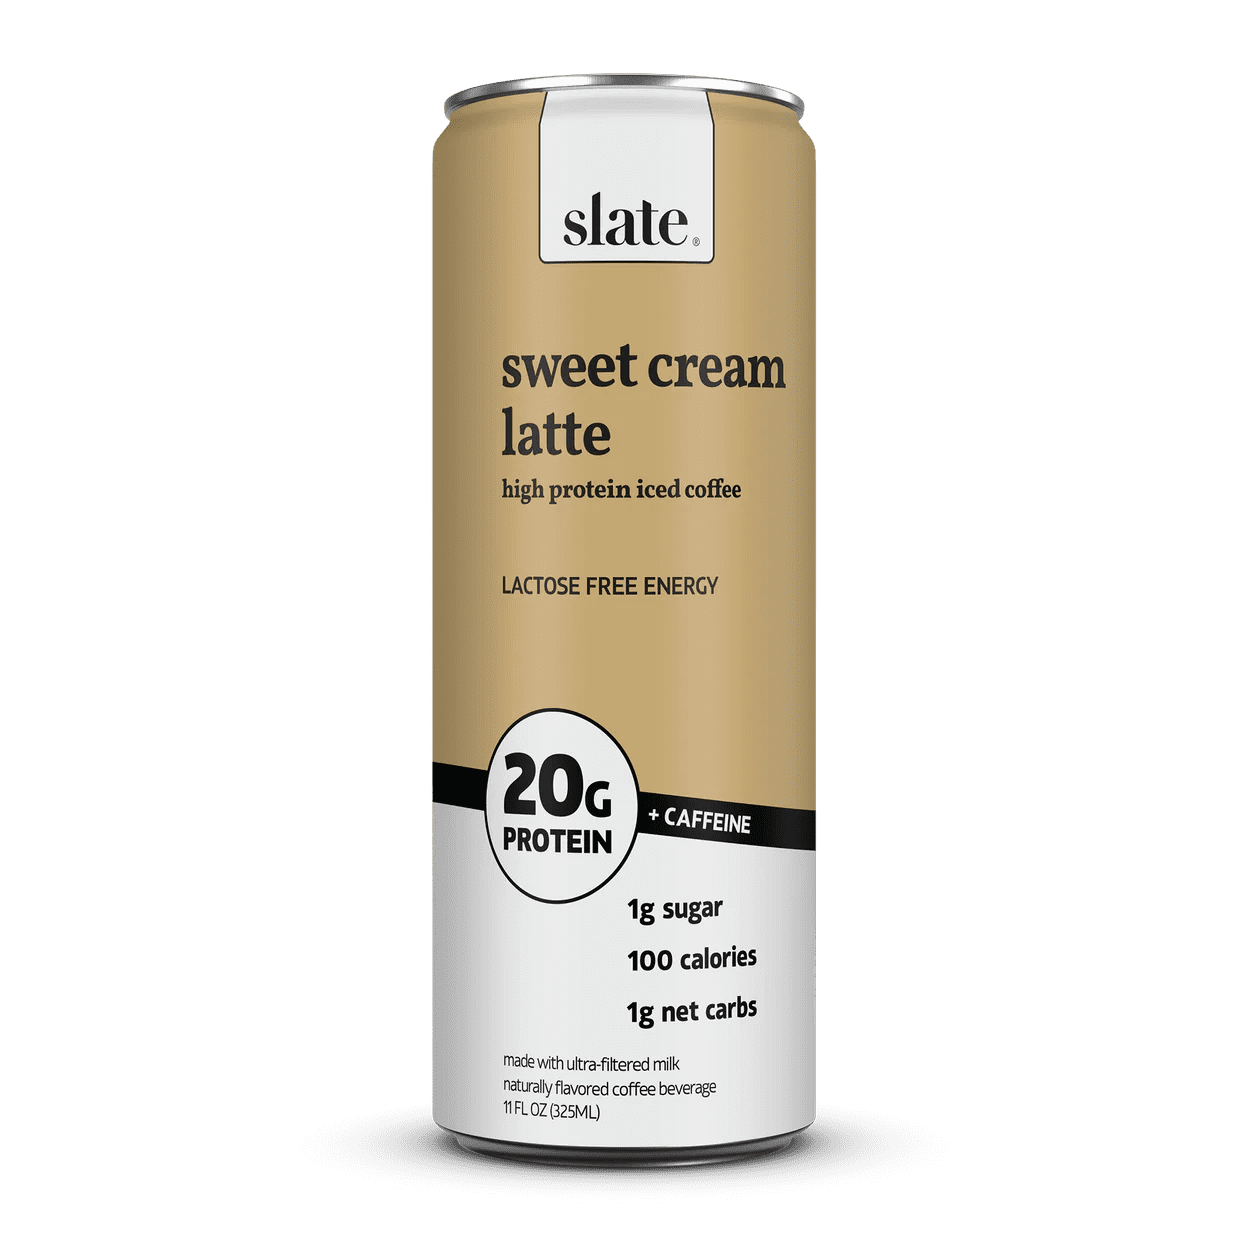 slate®
sweet cream
latte
high protein iced coffee
LACTOSE FREE ENERGY
20G
PROTEIN
+ CAFFEINE
1g sugar
100 calories
1g net carbs
made with ultra-filtered milk
naturally flavored coffee beverage
11 FL OZ (325ML)